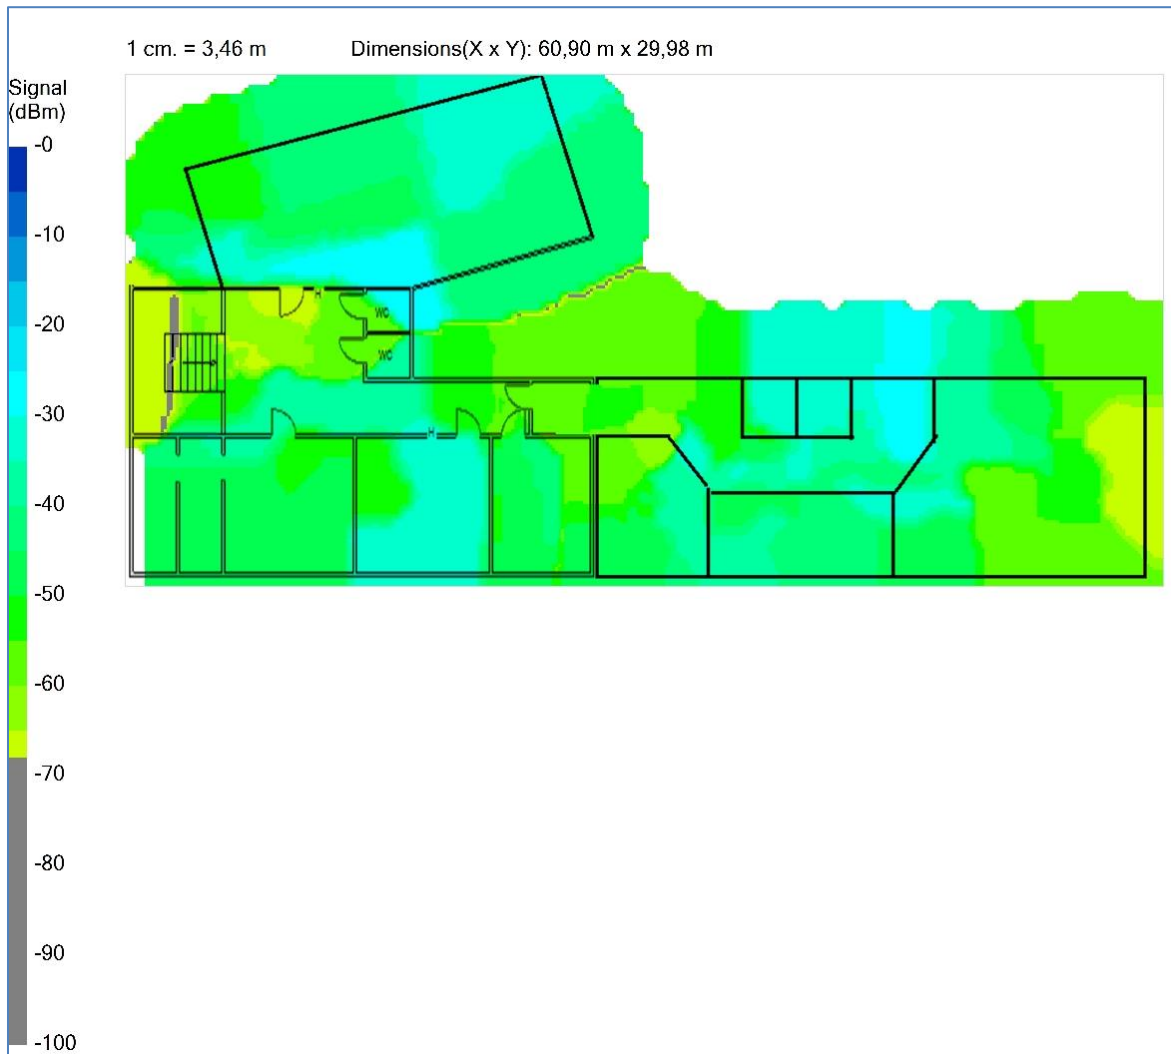 1 cm. = 3,46 m Dimensions(X x Y): 60,90 m x 29,98 m
Signal
(dBm)
-0
-10
-20
-30
-40
-50
-60
-70
-80
-90
-100
H
WC
WC
H